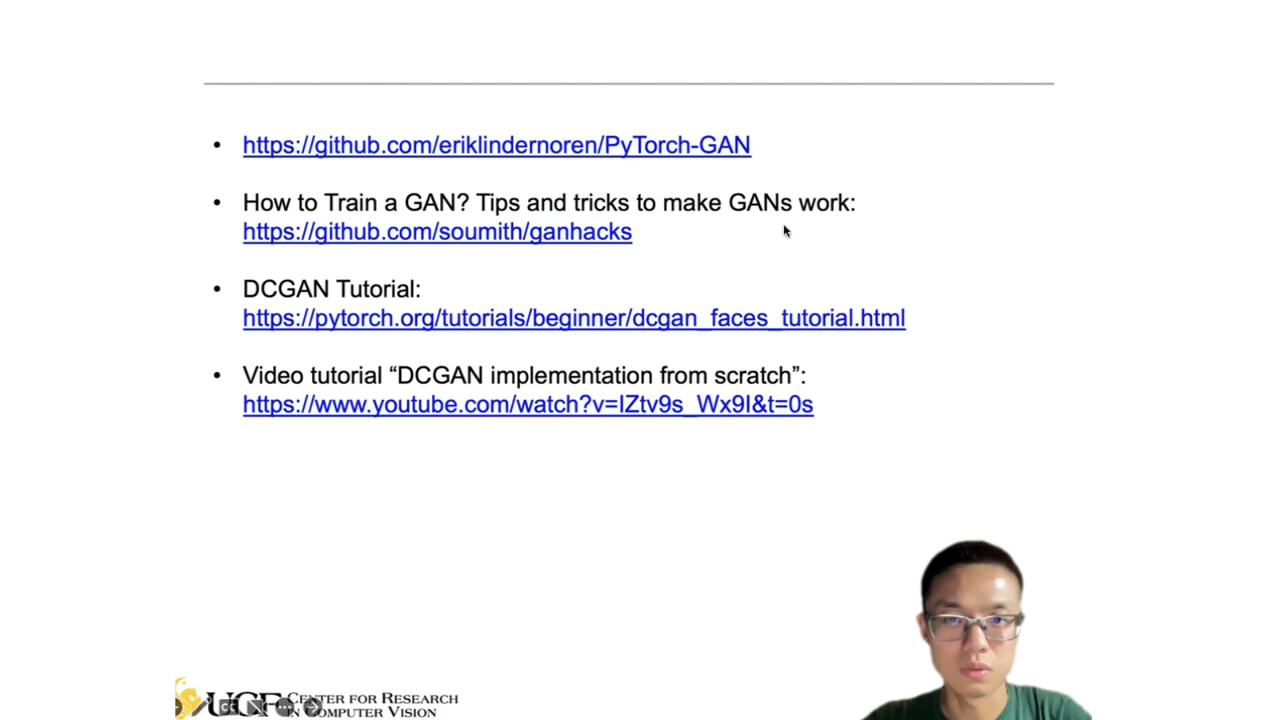 https://github.com/eriklindernoren/PyTorch-GAN
How to Train a GAN? Tips and tricks to make GANs work:
https://github.com/soumith/ganhacks
DCGAN Tutorial:
https://pytorch.org/tutorials/beginner/dcgan_faces_tutorial.html
Video tutorial “DCGAN implementation from scratch”:
https://www.youtube.com/watch?v=IZtv9s_Wx9I&t=0s
UCF CENTER FOR RESEARCH
IN COMPUTER VISION